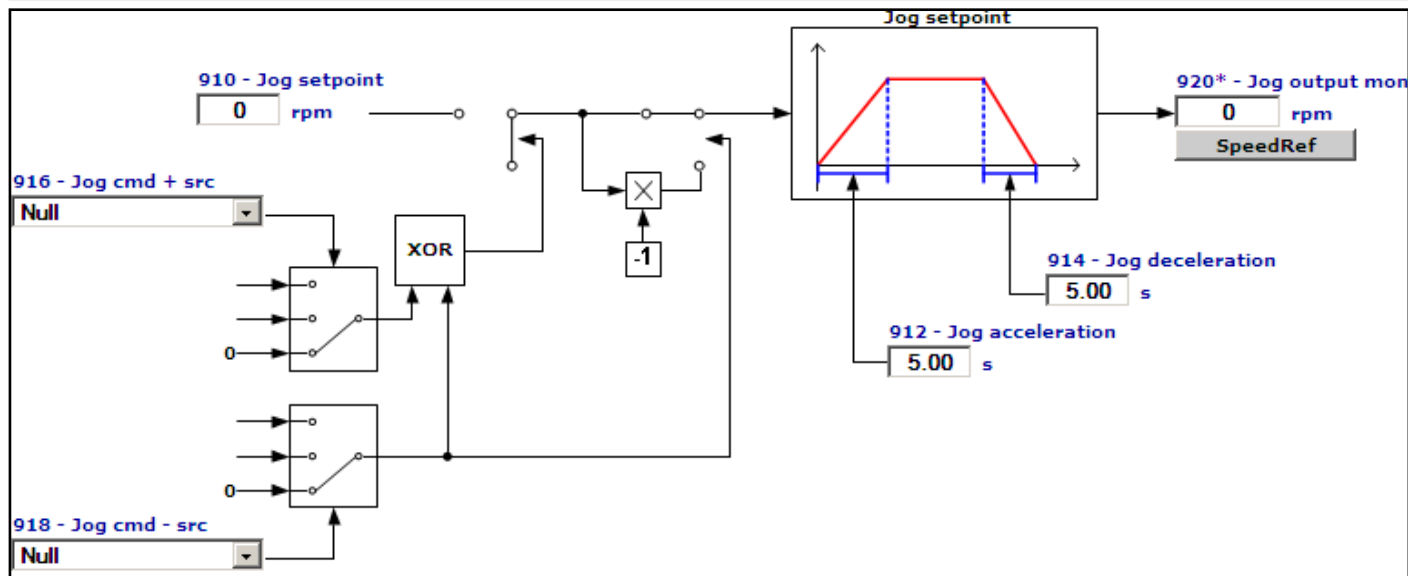 Jog setpoint
910 - Jog setpoint
0 rpm
920* - Jog output mon
0 rpm
SpeedRef
916 - Jog cmd + src
Null
XOR
X
-1
0
914 - Jog deceleration
5.00 s
912 - Jog acceleration
5.00 s
0
918 - Jog cmd - src
Null